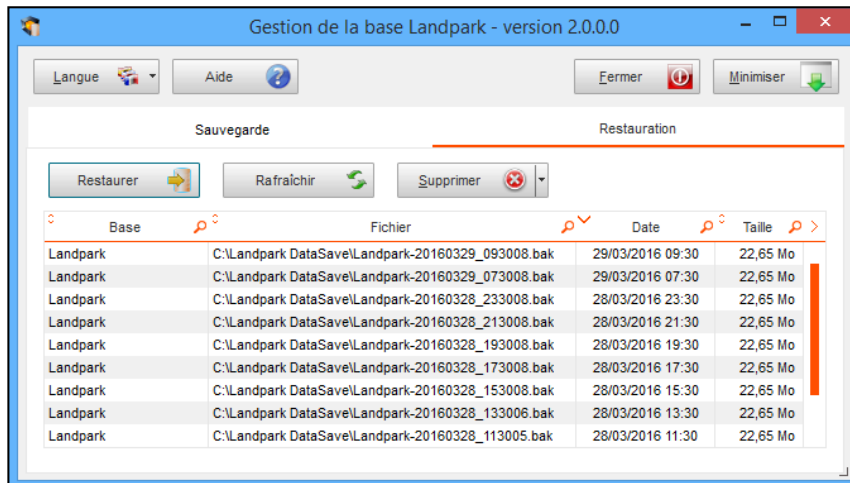 Gestion de la base Landpark - version 2.0.0.0
Langue Aide Fermer Minimiser
Sauvegarde Restauration
Restaurer Rafraîchir Supprimer
Base Fichier Date Taille
Landpark C:\Landpark DataSave\Landpark-20160329_093008.bak 29/03/2016 09:30 22,65 Mo
Landpark C:\Landpark DataSave\Landpark-20160329_073008.bak 29/03/2016 07:30 22,65 Mo
Landpark C:\Landpark DataSave\Landpark-20160328_233008.bak 28/03/2016 23:30 22,65 Mo
Landpark C:\Landpark DataSave\Landpark-20160328_213008.bak 28/03/2016 21:30 22,65 Mo
Landpark C:\Landpark DataSave\Landpark-20160328_193008.bak 28/03/2016 19:30 22,65 Mo
Landpark C:\Landpark DataSave\Landpark-20160328_173008.bak 28/03/2016 17:30 22,65 Mo
Landpark C:\Landpark DataSave\Landpark-20160328_153008.bak 28/03/2016 15:30 22,65 Mo
Landpark C:\Landpark DataSave\Landpark-20160328_133006.bak 28/03/2016 13:30 22,65 Mo
Landpark C:\Landpark DataSave\Landpark-20160328_113005.bak 28/03/2016 11:30 22,65 Mo